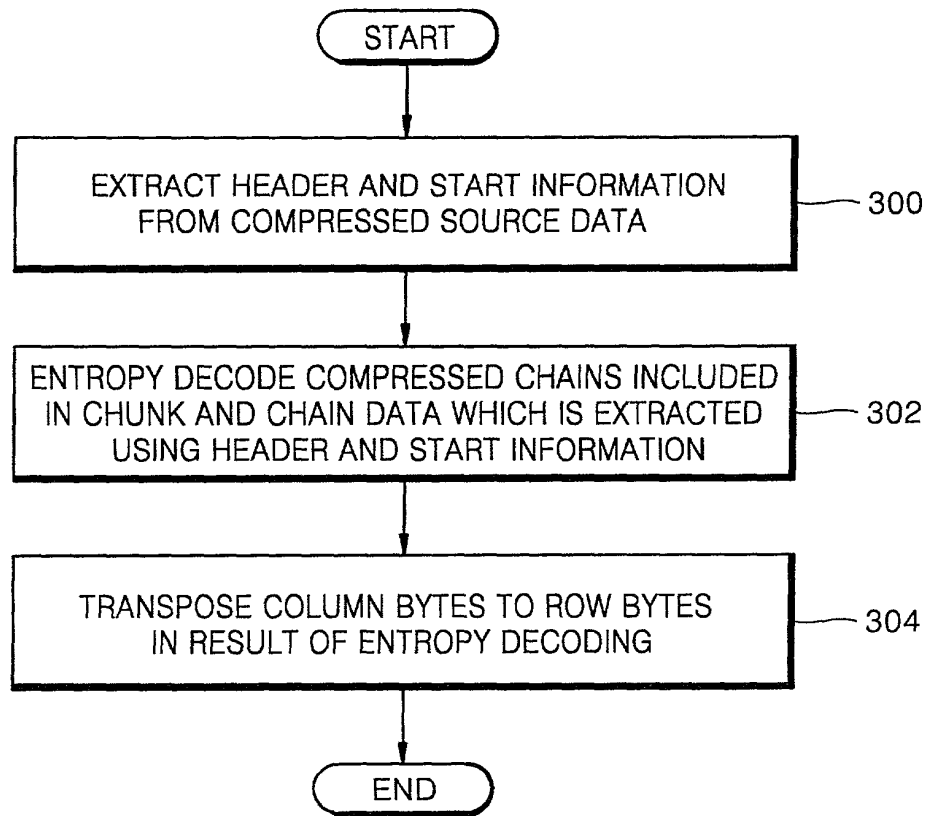 START
EXTRACT HEADER AND START INFORMATION
FROM COMPRESSED SOURCE DATA
300
ENTROPY DECODE COMPRESSED CHAINS INCLUDED
IN CHUNK AND CHAIN DATA WHICH IS EXTRACTED
USING HEADER AND START INFORMATION
302
TRANSPOSE COLUMN BYTES TO ROW BYTES
IN RESULT OF ENTROPY DECODING
304
END